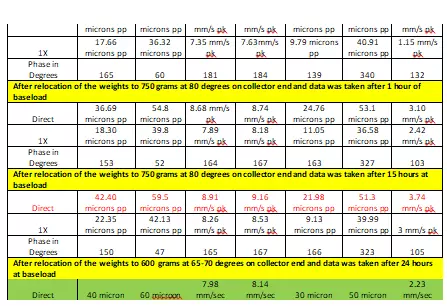 microns pp microns pp mm/s pk mm/s pk microns pp microns pp mm/s pk
17.66 36.32 7.35 mm/s 7.63mm/s 9.79 microns 40.91 1.15 mm/s
1X microns pp microns pp pk pk pp microns pp pk
Phase in
Degrees 165 60 181 184 139 340 132
After relocation of the weights to 750 grams at 80 degrees on collector end and data was taken after 1 hour of
baseload
36.69 54.8 8.68 mm/s 8.74 24.76 53.1 3.10
Direct microns pp microns pp pk mm/s pk microns pp microns pp mm/s pk
18.30 39.8 7.89 8.18 11.05 36.58 2.42
1X microns pp microns pp mm/s pk mm/s pk microns pp microns pp mm/s pk
Phase in
Degrees 153 52 164 167 163 327 103
After relocation of the weights to 750 grams at 80 degrees on collector end and data was taken after 15 hours at
baseload
42.40 59.5 8.91 9.16 21.98 51.3 3.74
Direct microns pp microns pp mm/s pk mm/s pk microns pp microns pp mm/s pk
22.35 42.13 8.26 8.53 9.13 39.99
1X microns pp microns pp mm/s pk mm/s pk microns pp microns pp 3 mm/s pk
Phase in
Degrees 150 47 165 167 166 323 105
After relocation of the weights to 600 grams at 65-70 degrees on collector end and data was taken after 24 hours
at baseload
7.98 8.14 2.23
Direct 40 micron 60 mm/sec mm/sec 30 micron 50 micron mm/sec